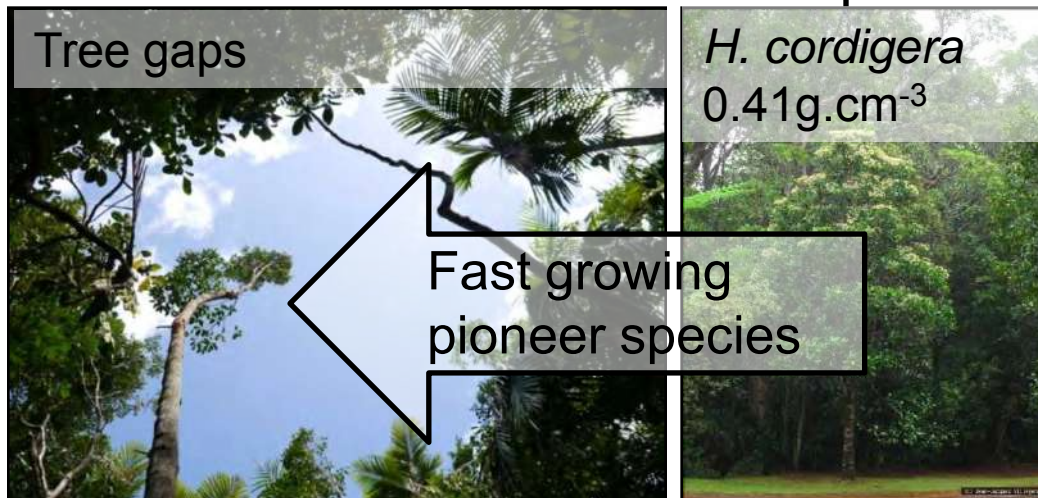 Tree gaps
H. cordigera
0.41g.cm⁻³
Fast growing
pioneer species